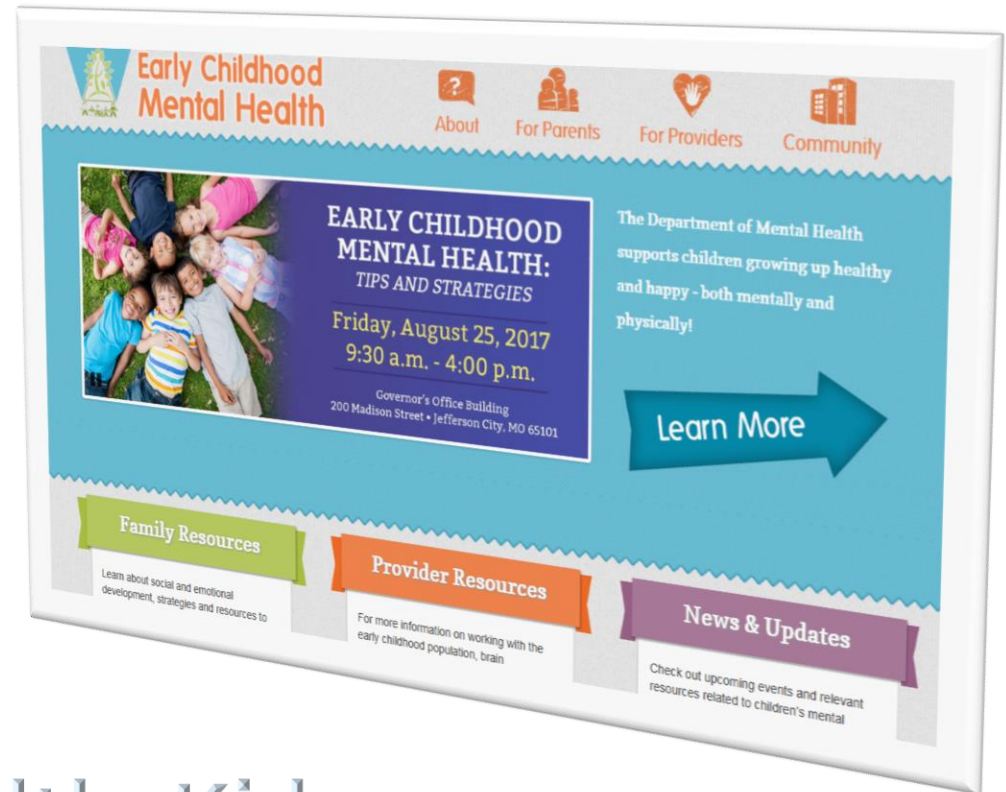 Early Childhood
Mental Health
?
About
For Parents
For Providers
Community
EARLY CHILDHOOD
MENTAL HEALTH:
TIPS AND STRATEGIES
Friday, August 25, 2017
9:30 a.m. - 4:00 p.m.
Governor's Office Building
200 Madison Street • Jefferson City, MO 65101
The Department of Mental Health
supports children growing up healthy
and happy - both mentally and
physically!
Learn More
Family Resources
Learn about social and emotional
development, strategies and resources to
Provider Resources
For more information on working with the
early childhood population, brain
News & Updates
Check out upcoming events and relevant
resources related to children's mental